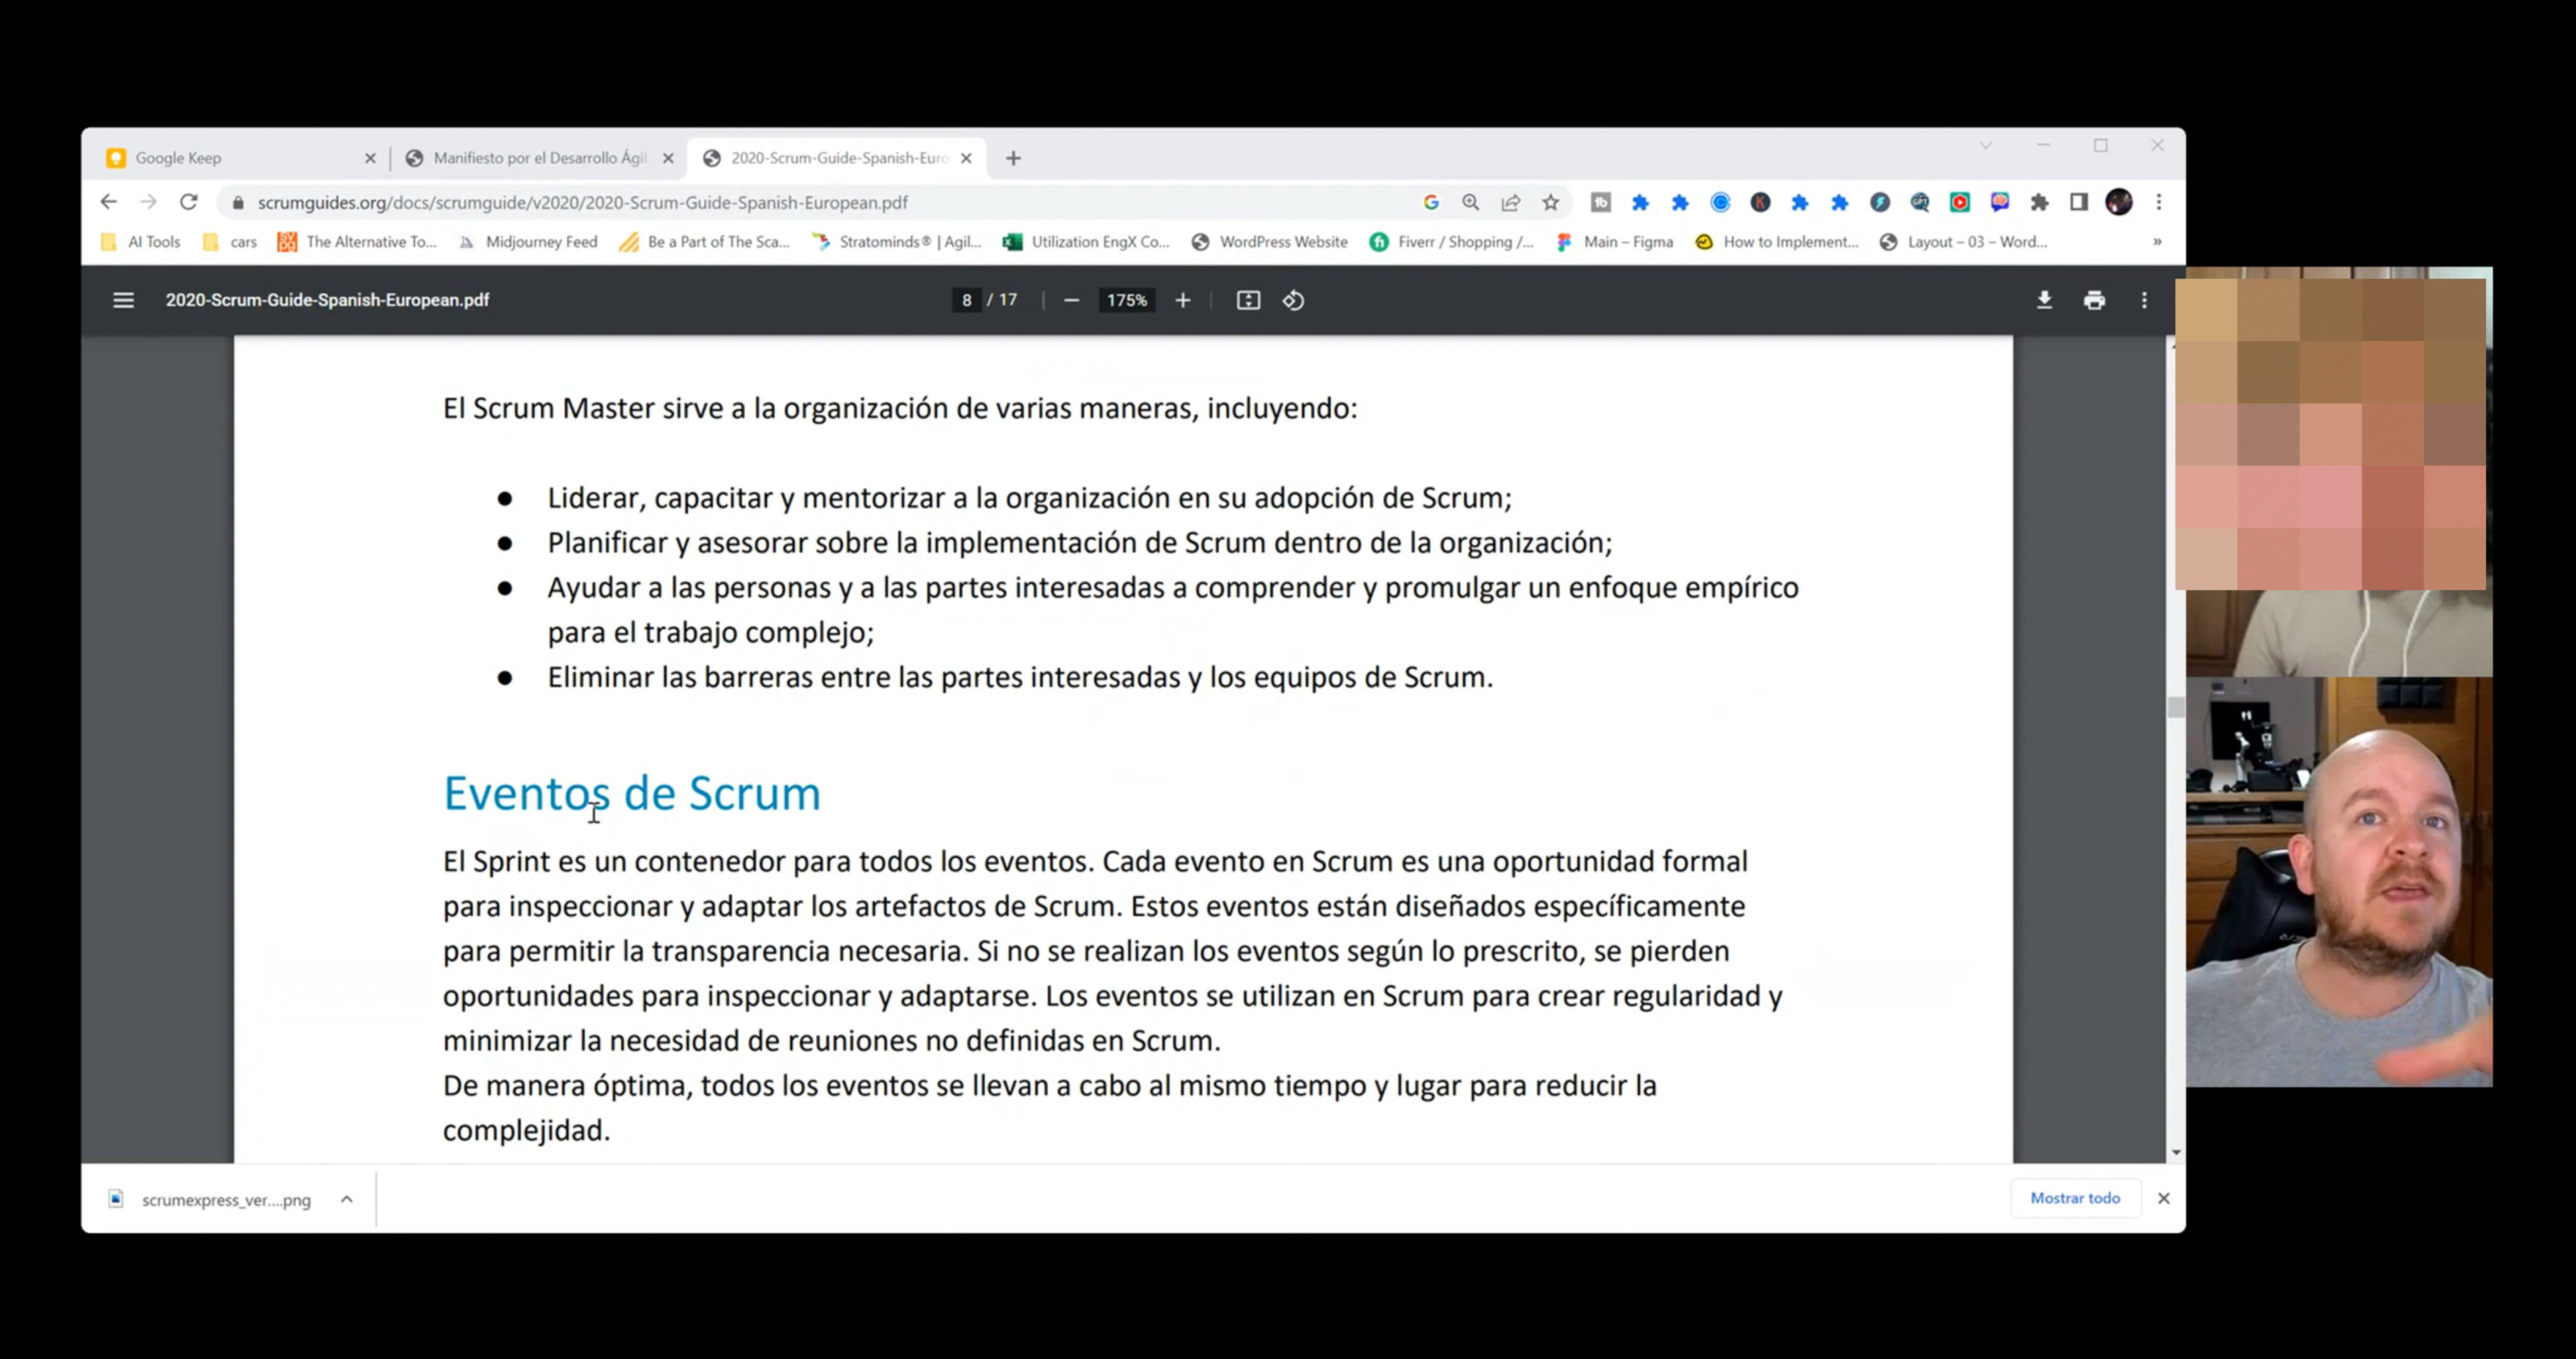 Google Keep
Manifiesto por el Desarrollo Ágil
2020-Scrum-Guide-Spanish-Euro
scrumguides.org/docs/scrumguide/v2020/2020-Scrum-Guide-Spanish-European.pdf
AI Tools cars The Alternative To... Midjourney Feed Be a Part of The Sca... Stratominds® | Agil... Utilization EngX Co... WordPress Website Fiverr / Shopping /... Main – Figma How to Implement... Layout – 03 – Word... »
2020-Scrum-Guide-Spanish-European.pdf 8 / 17 175%
El Scrum Master sirve a la organización de varias maneras, incluyendo:
● Liderar, capacitar y mentorizar a la organización en su adopción de Scrum;
● Planificar y asesorar sobre la implementación de Scrum dentro de la organización;
● Ayudar a las personas y a las partes interesadas a comprender y promulgar un enfoque empírico
para el trabajo complejo;
● Eliminar las barreras entre las partes interesadas y los equipos de Scrum.
Eventos de Scrum
El Sprint es un contenedor para todos los eventos. Cada evento en Scrum es una oportunidad formal
para inspeccionar y adaptar los artefactos de Scrum. Estos eventos están diseñados específicamente
para permitir la transparencia necesaria. Si no se realizan los eventos según lo prescrito, se pierden
oportunidades para inspeccionar y adaptarse. Los eventos se utilizan en Scrum para crear regularidad y
minimizar la necesidad de reuniones no definidas en Scrum.
De manera óptima, todos los eventos se llevan a cabo al mismo tiempo y lugar para reducir la
complejidad.
scrumexpress_ver....png
Mostrar todo